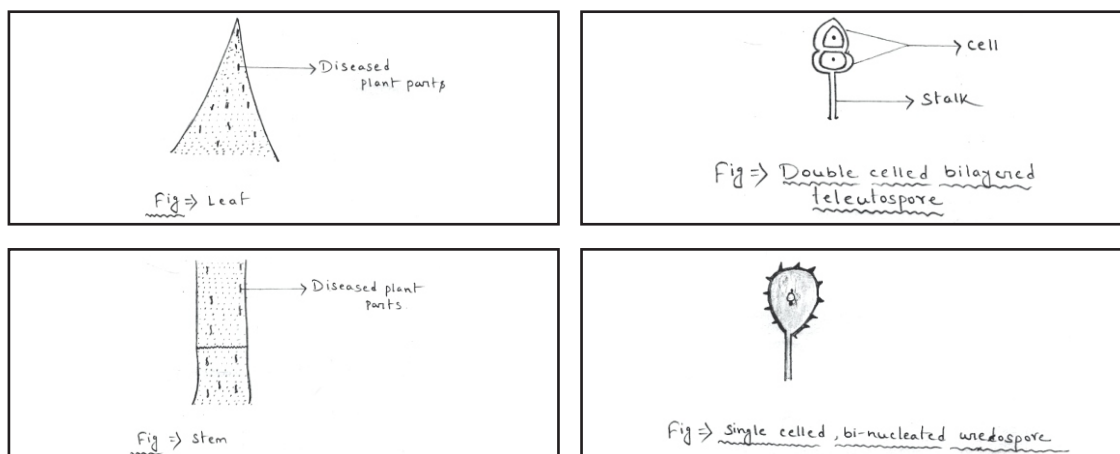 Diseased
plant parts
Fig => Leaf
cell
stalk
Fig => Double celled bilayered
teleutospore
Diseased plant
parts
Fig => Stem
Fig => Single celled, bi-nucleated uredospore